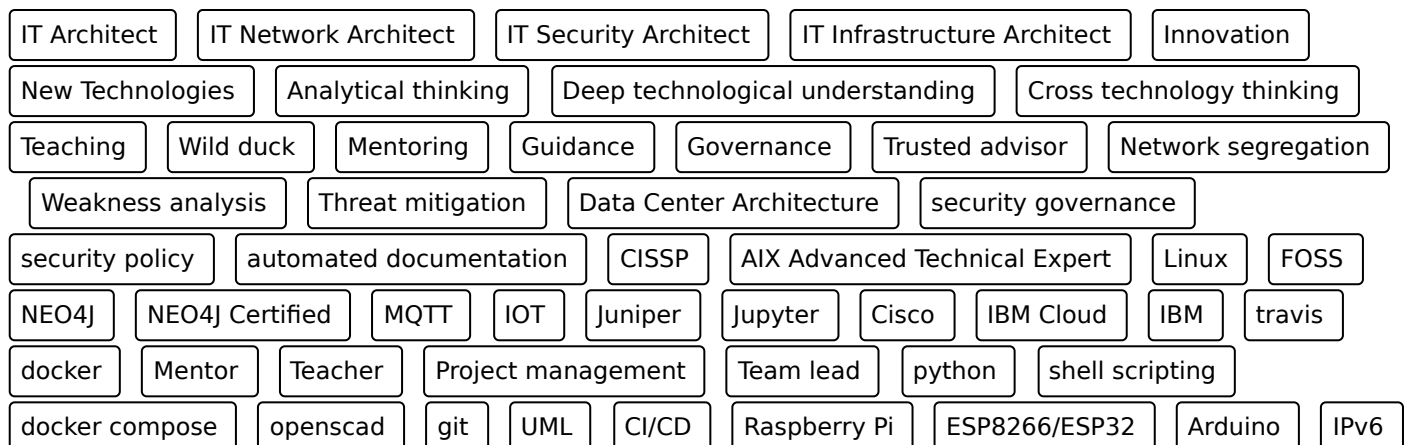 IT Architect IT Network Architect IT Security Architect IT Infrastructure Architect Innovation
New Technologies Analytical thinking Deep technological understanding Cross technology thinking
Teaching Wild duck Mentoring Guidance Governance Trusted advisor Network segregation
Weakness analysis Threat mitigation Data Center Architecture security governance
security policy automated documentation CISSP AIX Advanced Technical Expert Linux FOSS
NEO4J NEO4J Certified MQTT IOT Juniper Jupyter Cisco IBM Cloud IBM travis
docker Mentor Teacher Project management Team lead python shell scripting
docker compose openscad git UML CI/CD Raspberry Pi ESP8266/ESP32 Arduino IPv6